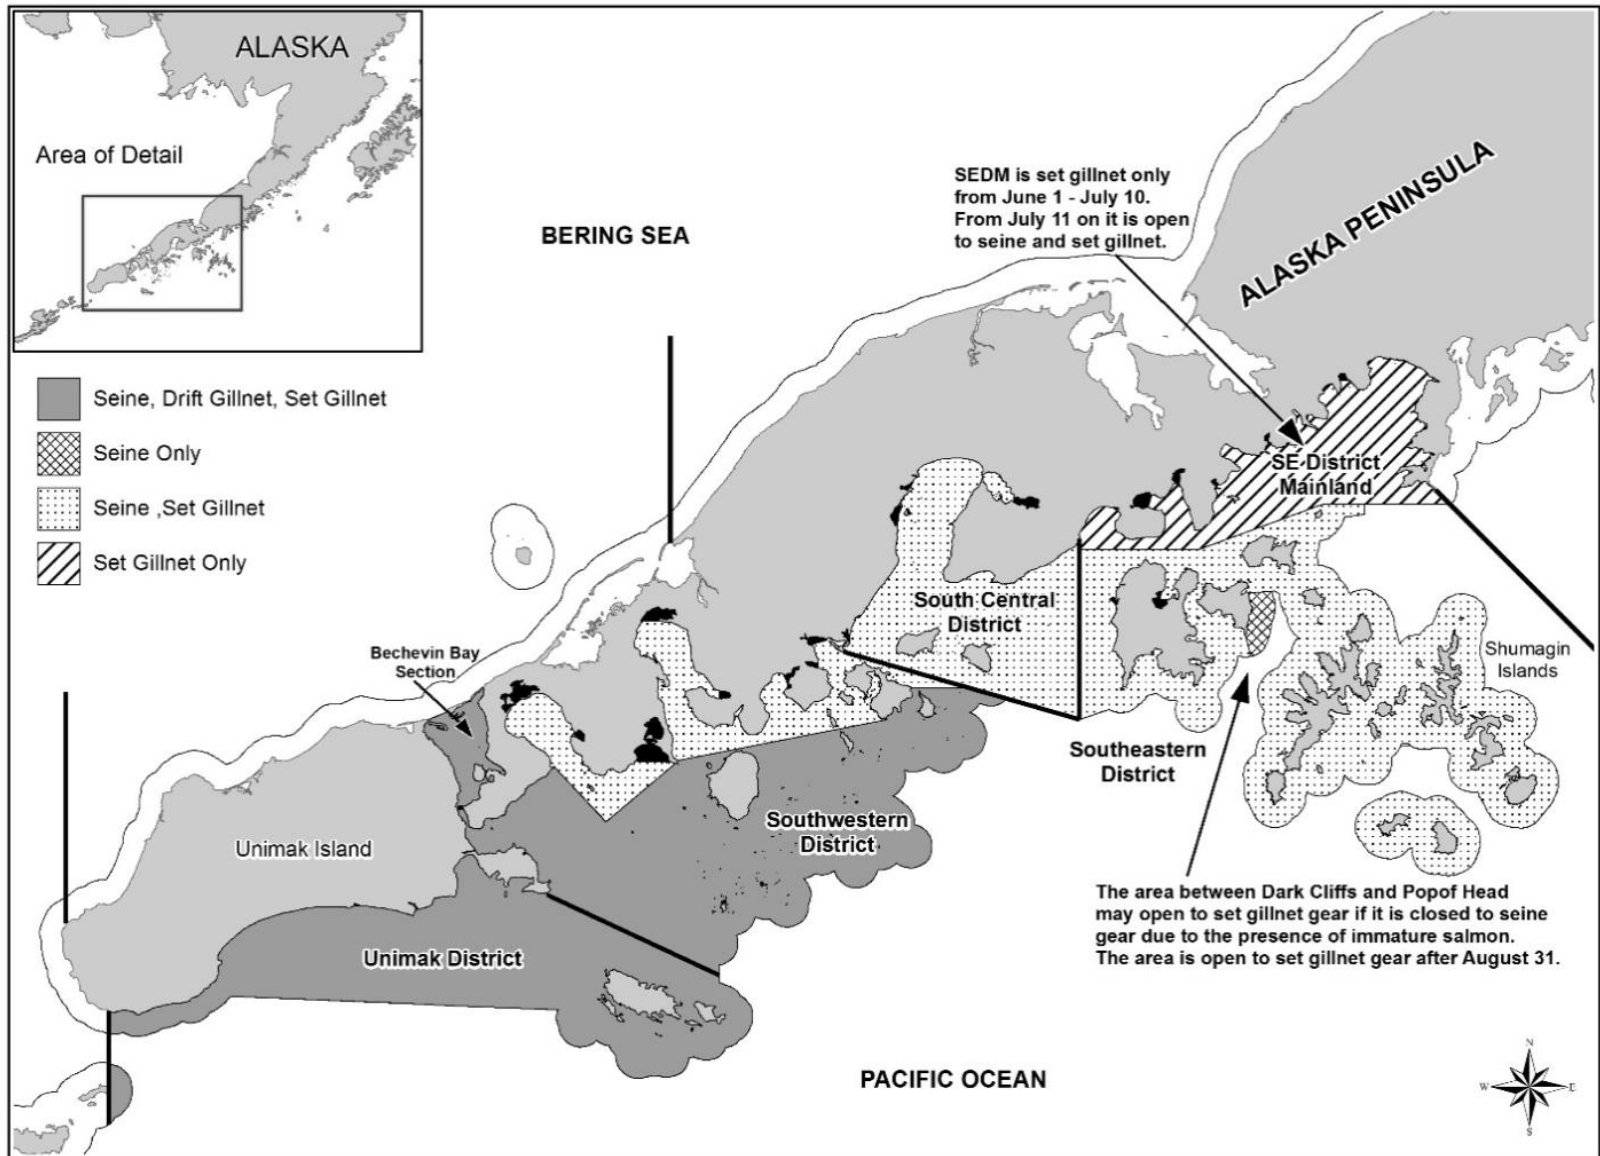 ALASKA
Area of Detail
Seine, Drift Gillnet, Set Gillnet
Seine Only
Seine ,Set Gillnet
Set Gillnet Only
BERING SEA
SEDM is set gillnet only
from June 1 - July 10.
From July 11 on it is open
to seine and set gillnet.
ALASKA PENINSULA
SE District
Mainland
South Central
District
Bechevin Bay
Section
Shumagin
Islands
Southeastern
District
Southwestern
District
Unimak Island
Unimak District
The area between Dark Cliffs and Popof Head
may open to set gillnet gear if it is closed to seine
gear due to the presence of immature salmon.
The area is open to set gillnet gear after August 31.
PACIFIC OCEAN
N
W
E
S